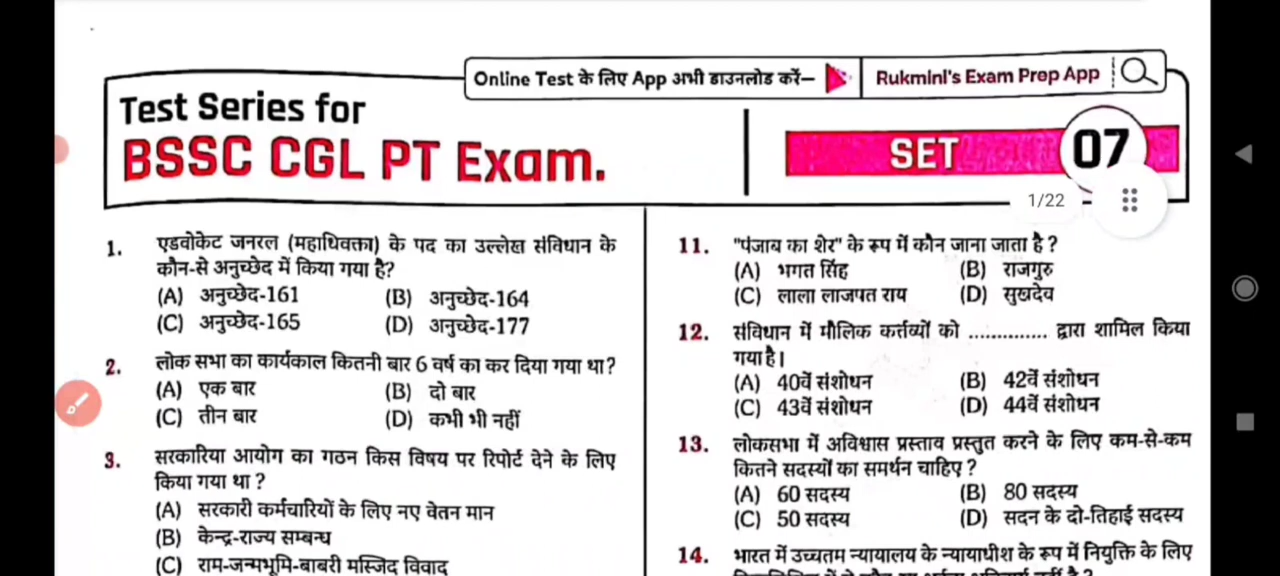 Online Test के लिए App अभी डाउनलोड करें–
Rukmini's Exam Prep App
Test Series for
BSSC CGL PT Exam.
SET 07
1/22
1. एडवोकेट जनरल (महाधिवक्ता) के पद का उल्लेख संविधान के
कौन-से अनुच्छेद में किया गया है?
(A) अनुच्छेद-161 (B) अनुच्छेद-164
(C) अनुच्छेद-165 (D) अनुच्छेद-177
2. लोक सभा का कार्यकाल कितनी बार 6 वर्ष का कर दिया गया था?
(A) एक बार (B) दो बार
(C) तीन बार (D) कभी भी नहीं
3. सरकारिया आयोग का गठन किस विषय पर रिपोर्ट देने के लिए
किया गया था ?
(A) सरकारी कर्मचारियों के लिए नए वेतन मान
(B) केन्द्र-राज्य सम्बन्ध
(C) राम-जन्मभूमि-बाबरी मस्जिद विवाद
11. "पंजाब का शेर" के रूप में कौन जाना जाता है ?
(A) भगत सिंह (B) राजगुरु
(C) लाला लाजपत राय (D) सुखदेव
12. संविधान में मौलिक कर्त्तव्यों को .............. द्वारा शामिल किया
गया है।
(A) 40वें संशोधन (B) 42वें संशोधन
(C) 43वें संशोधन (D) 44वें संशोधन
13. लोकसभा में अविश्वास प्रस्ताव प्रस्तुत करने के लिए कम-से-कम
कितने सदस्यों का समर्थन चाहिए ?
(A) 60 सदस्य (B) 80 सदस्य
(C) 50 सदस्य (D) सदन के दो-तिहाई सदस्य
14. भारत में उच्चतम न्यायालय के न्यायाधीश के रूप में नियुक्ति के लिए